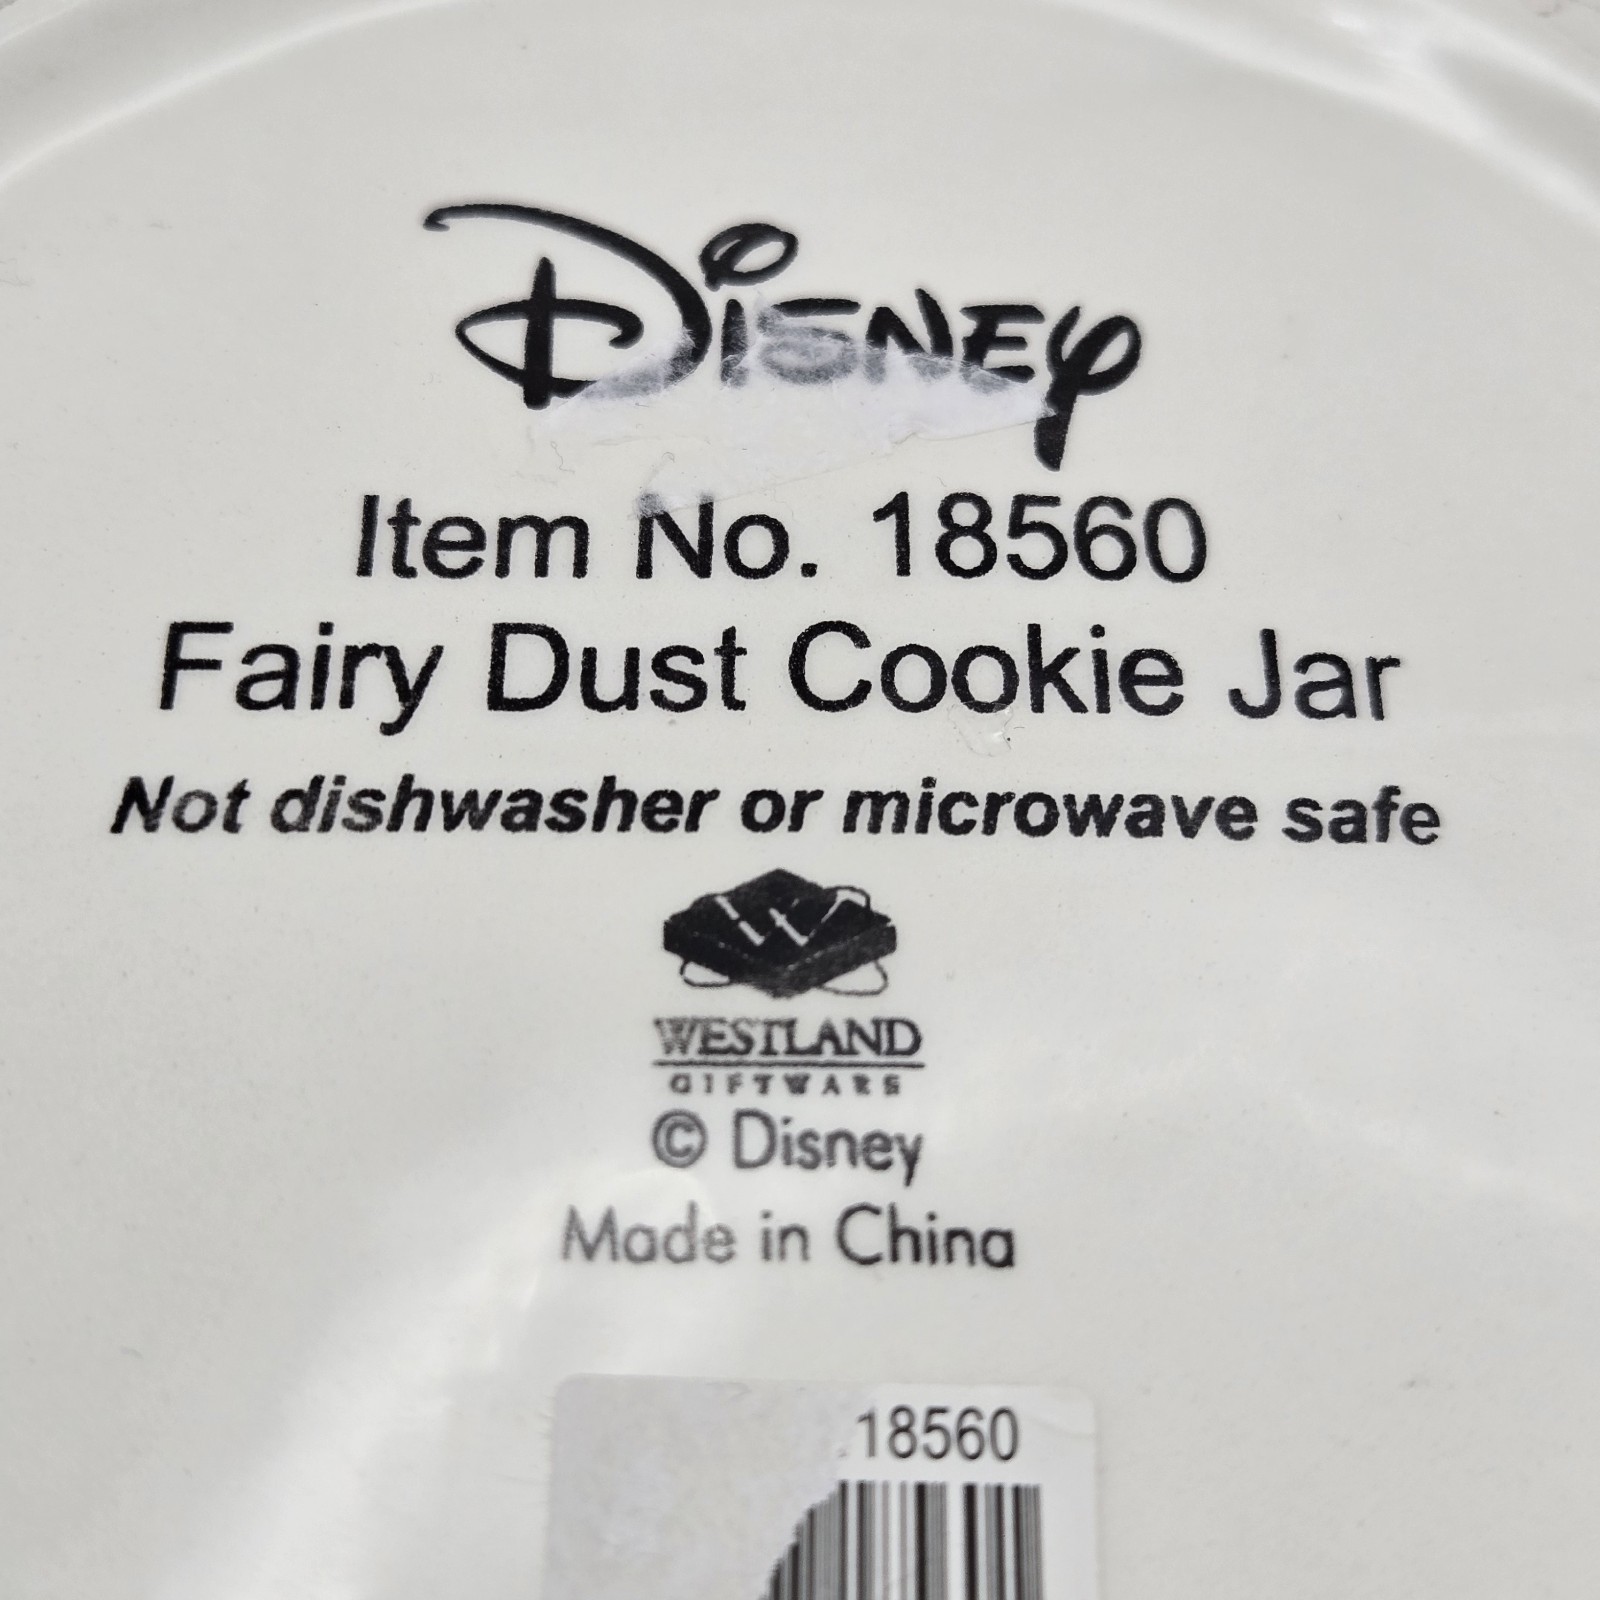 Disney
Item No. 18560
Fairy Dust Cookie Jar
Not dishwasher or microwave safe
WESTLAND
GIFTWARE
© Disney
Made in China
18560